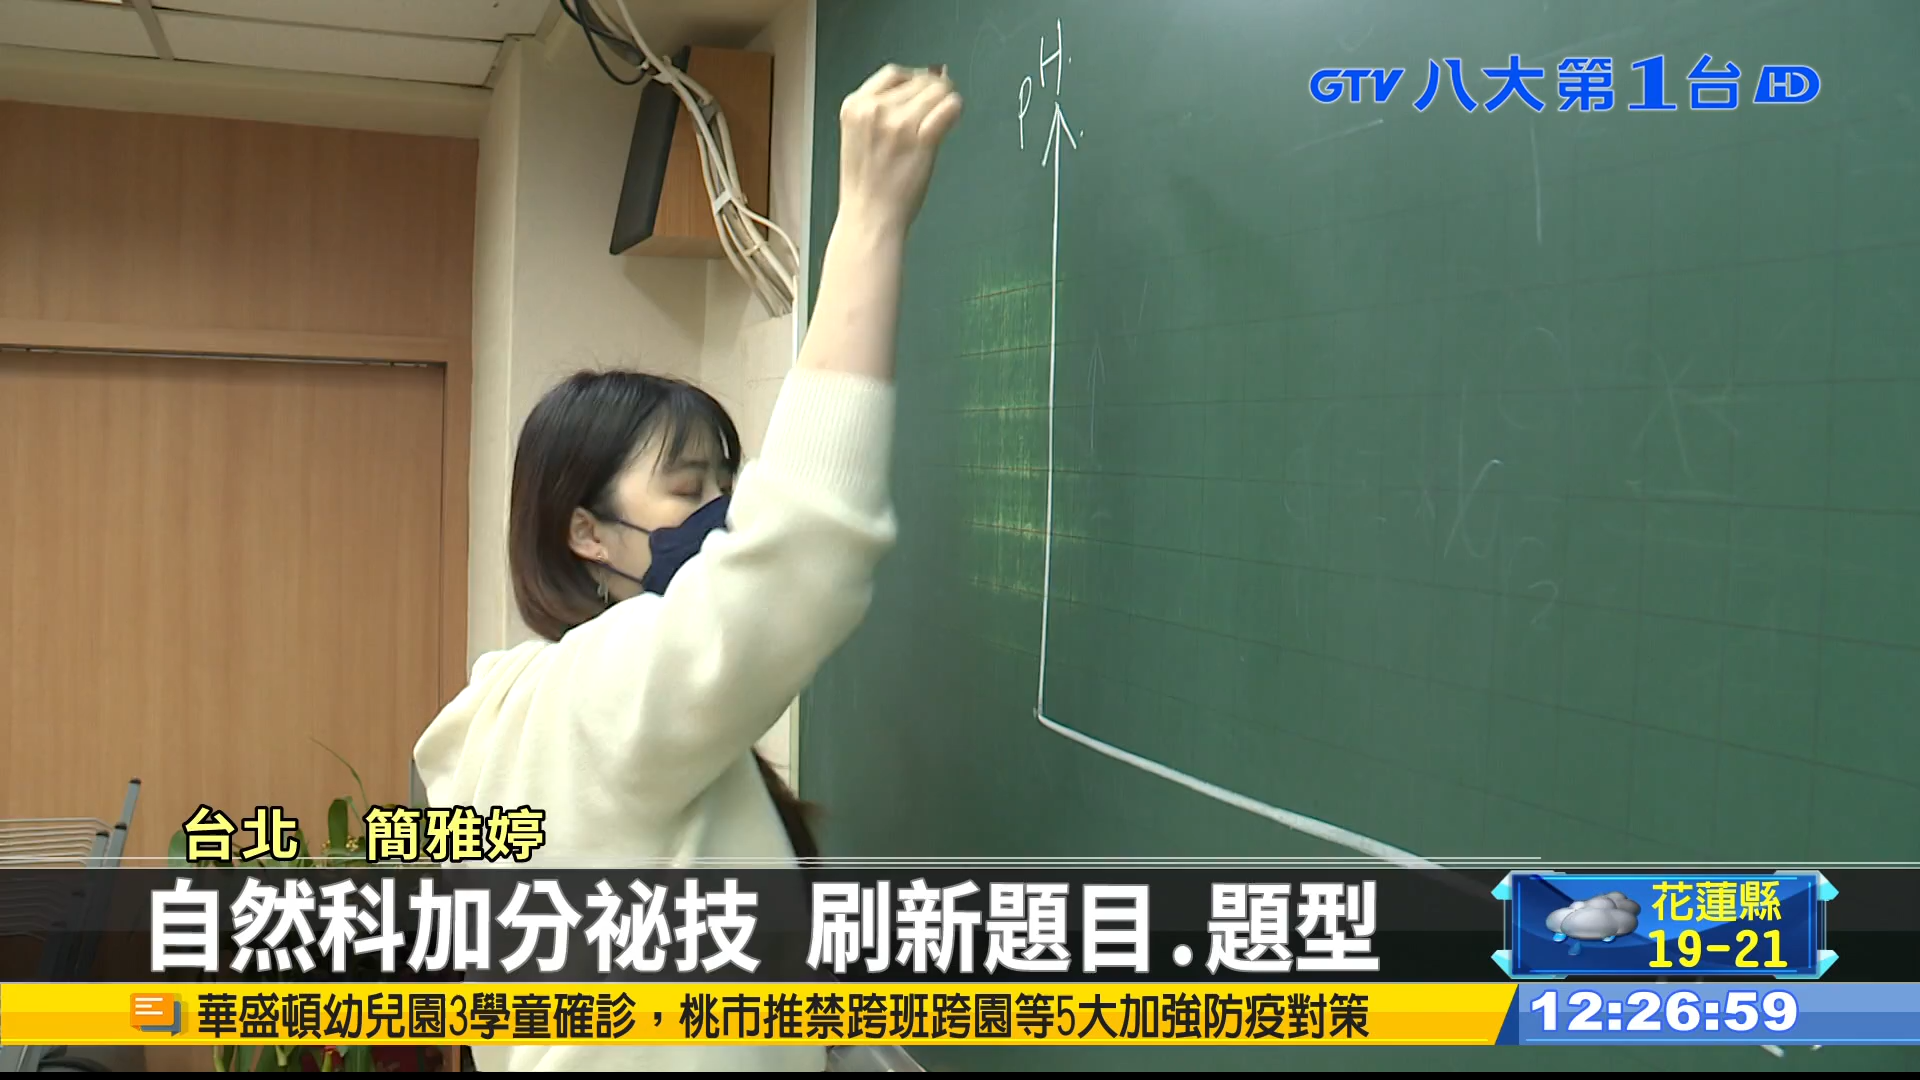 GTV 八大第1台 HD
pH
台北 簡雅婷
自然科加分祕技 刷新題目.題型
花蓮縣
19-21
華盛頓幼兒園3學童確診，桃市推禁跨班跨園等5大加強防疫對策
12:26:59